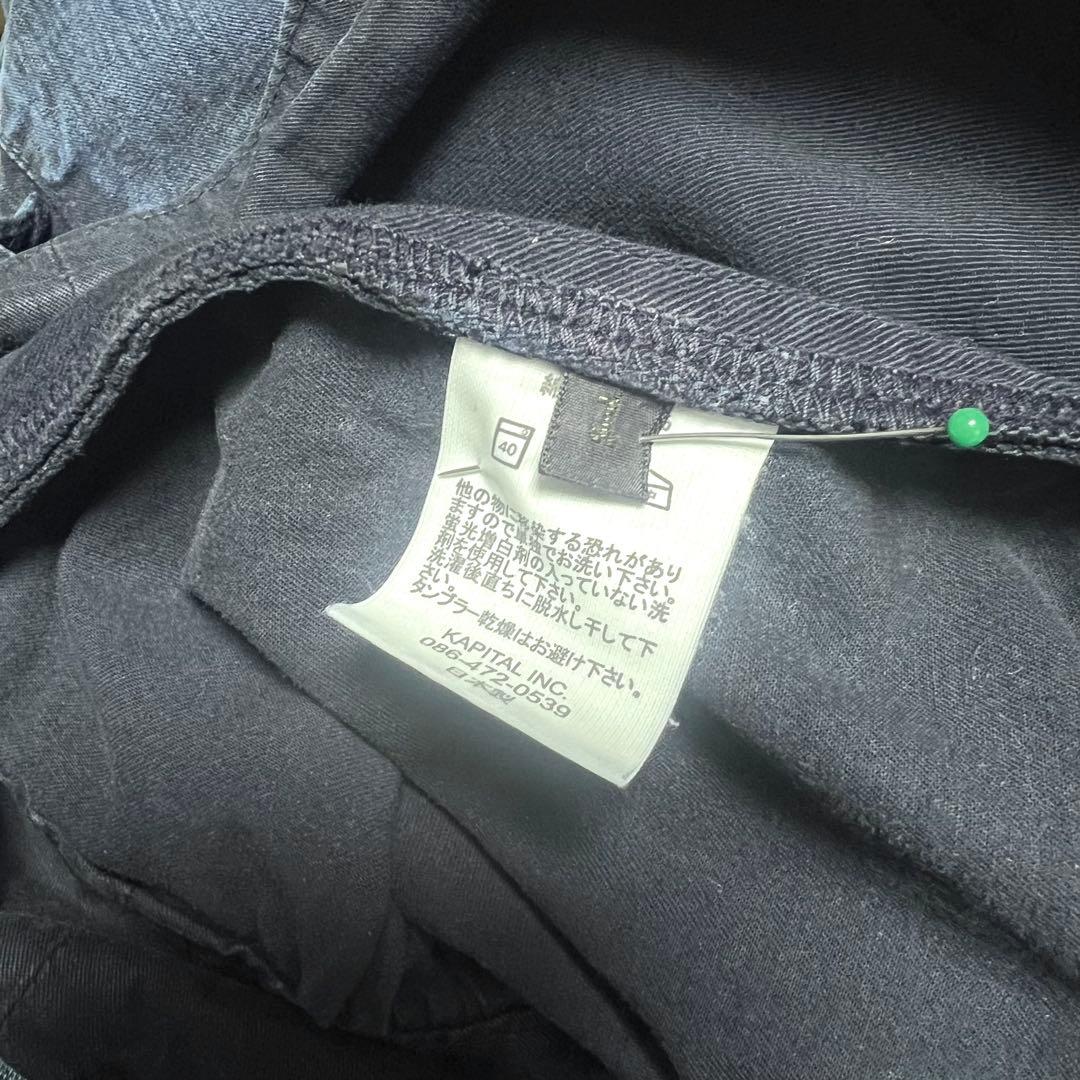 綿
40
他の物に色染する恐れがあり
ますので単独でお洗い下さい。
蛍光増白剤の入っていない洗
剤を使用して下さい。
洗濯後直ちに脱水し干して下
さい。
タンブラー乾燥はお避け下さい。
KAPITAL INC.
086-472-0539
日本製